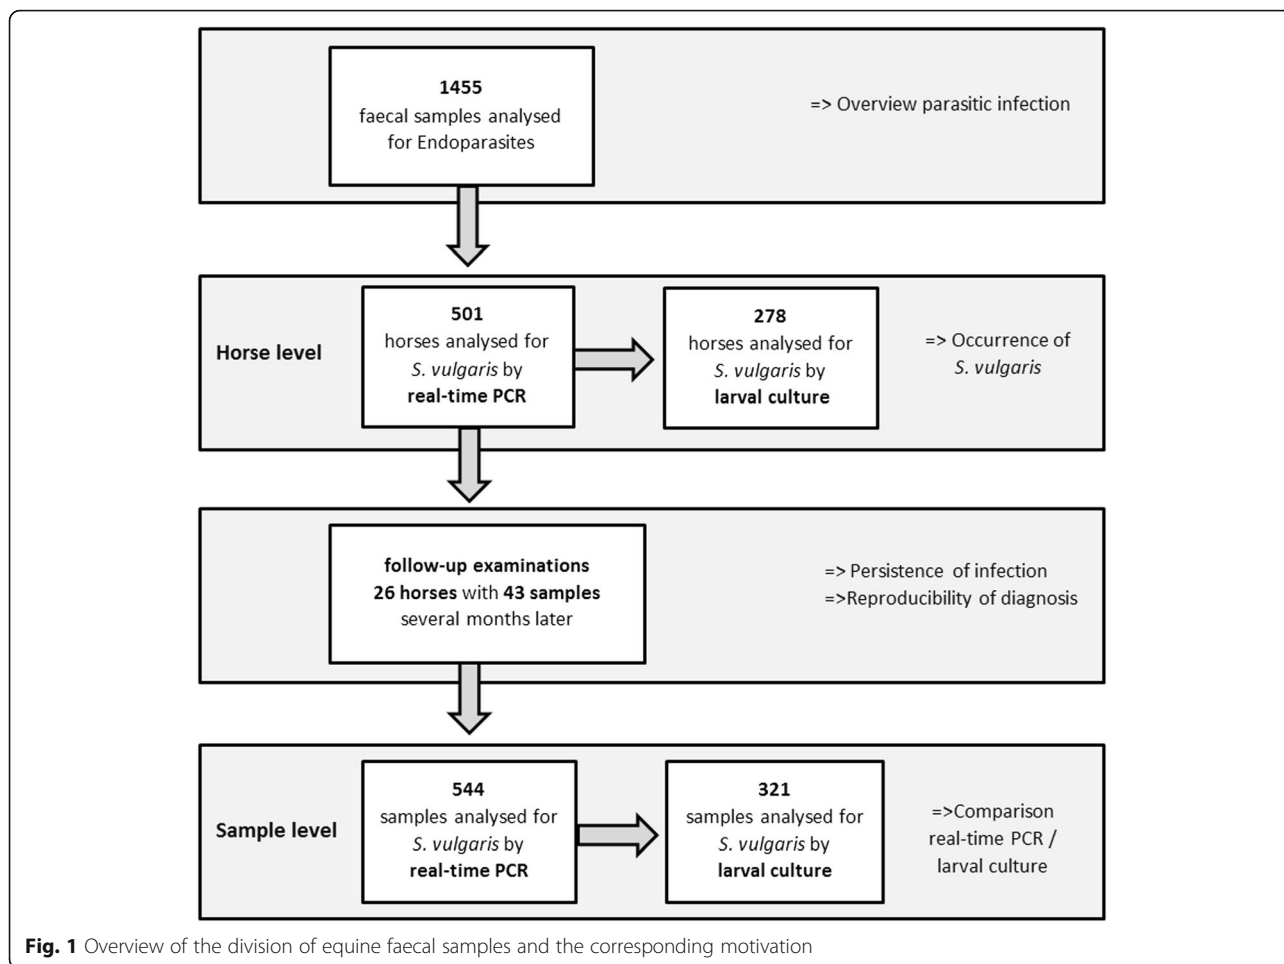 1455
faecal samples analysed
for Endoparasites
=> Overview parasitic infection
Horse level
501
horses analysed for
S. vulgaris by
real-time PCR
278
horses analysed for
S. vulgaris by
larval culture
=> Occurrence of
S. vulgaris
follow-up examinations
26 horses with 43 samples
several months later
=> Persistence of infection
=>Reproducibility of diagnosis
Sample level
544
samples analysed for
S. vulgaris by
real-time PCR
321
samples analysed for
S. vulgaris by
larval culture
=>Comparison
real-time PCR /
larval culture
Fig. 1 Overview of the division of equine faecal samples and the corresponding motivation